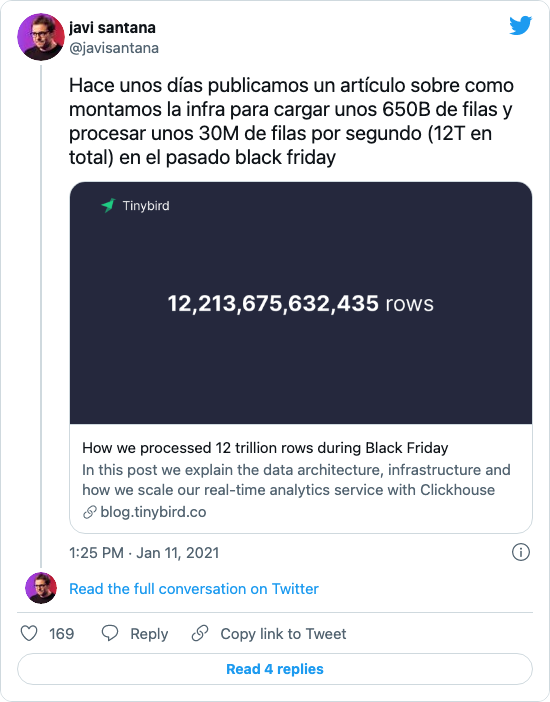 javi santana
@javisantana
Hace unos días publicamos un artículo sobre como
montamos la infra para cargar unos 650B de filas y
procesar unos 30M de filas por segundo (12T en
total) en el pasado black friday
Tinybird
12,213,675,632,435 rows
How we processed 12 trillion rows during Black Friday
In this post we explain the data architecture, infrastructure and
how we scale our real-time analytics service with Clickhouse
blog.tinybird.co
1:25 PM · Jan 11, 2021
Read the full conversation on Twitter
169 Reply Copy link to Tweet
Read 4 replies